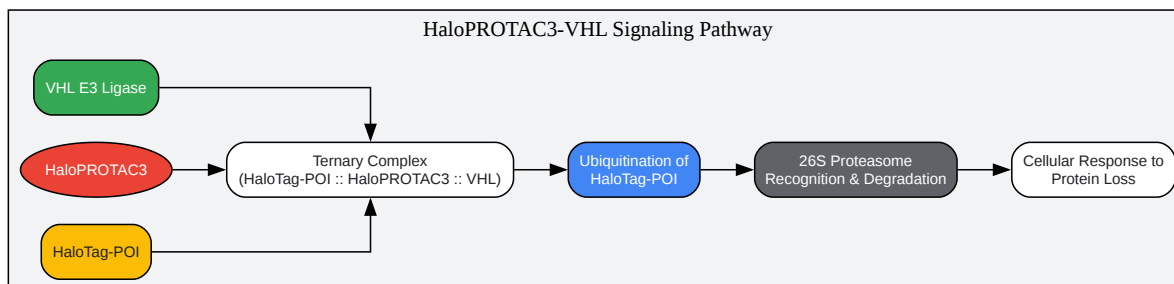 HaloPROTAC3-VHL Signaling Pathway
VHL E3 Ligase
HaloPROTAC3
HaloTag-POI
Ternary Complex
(HaloTag-POI :: HaloPROTAC3 :: VHL)
Ubiquitination of
HaloTag-POI
26S Proteasome
Recognition & Degradation
Cellular Response to
Protein Loss